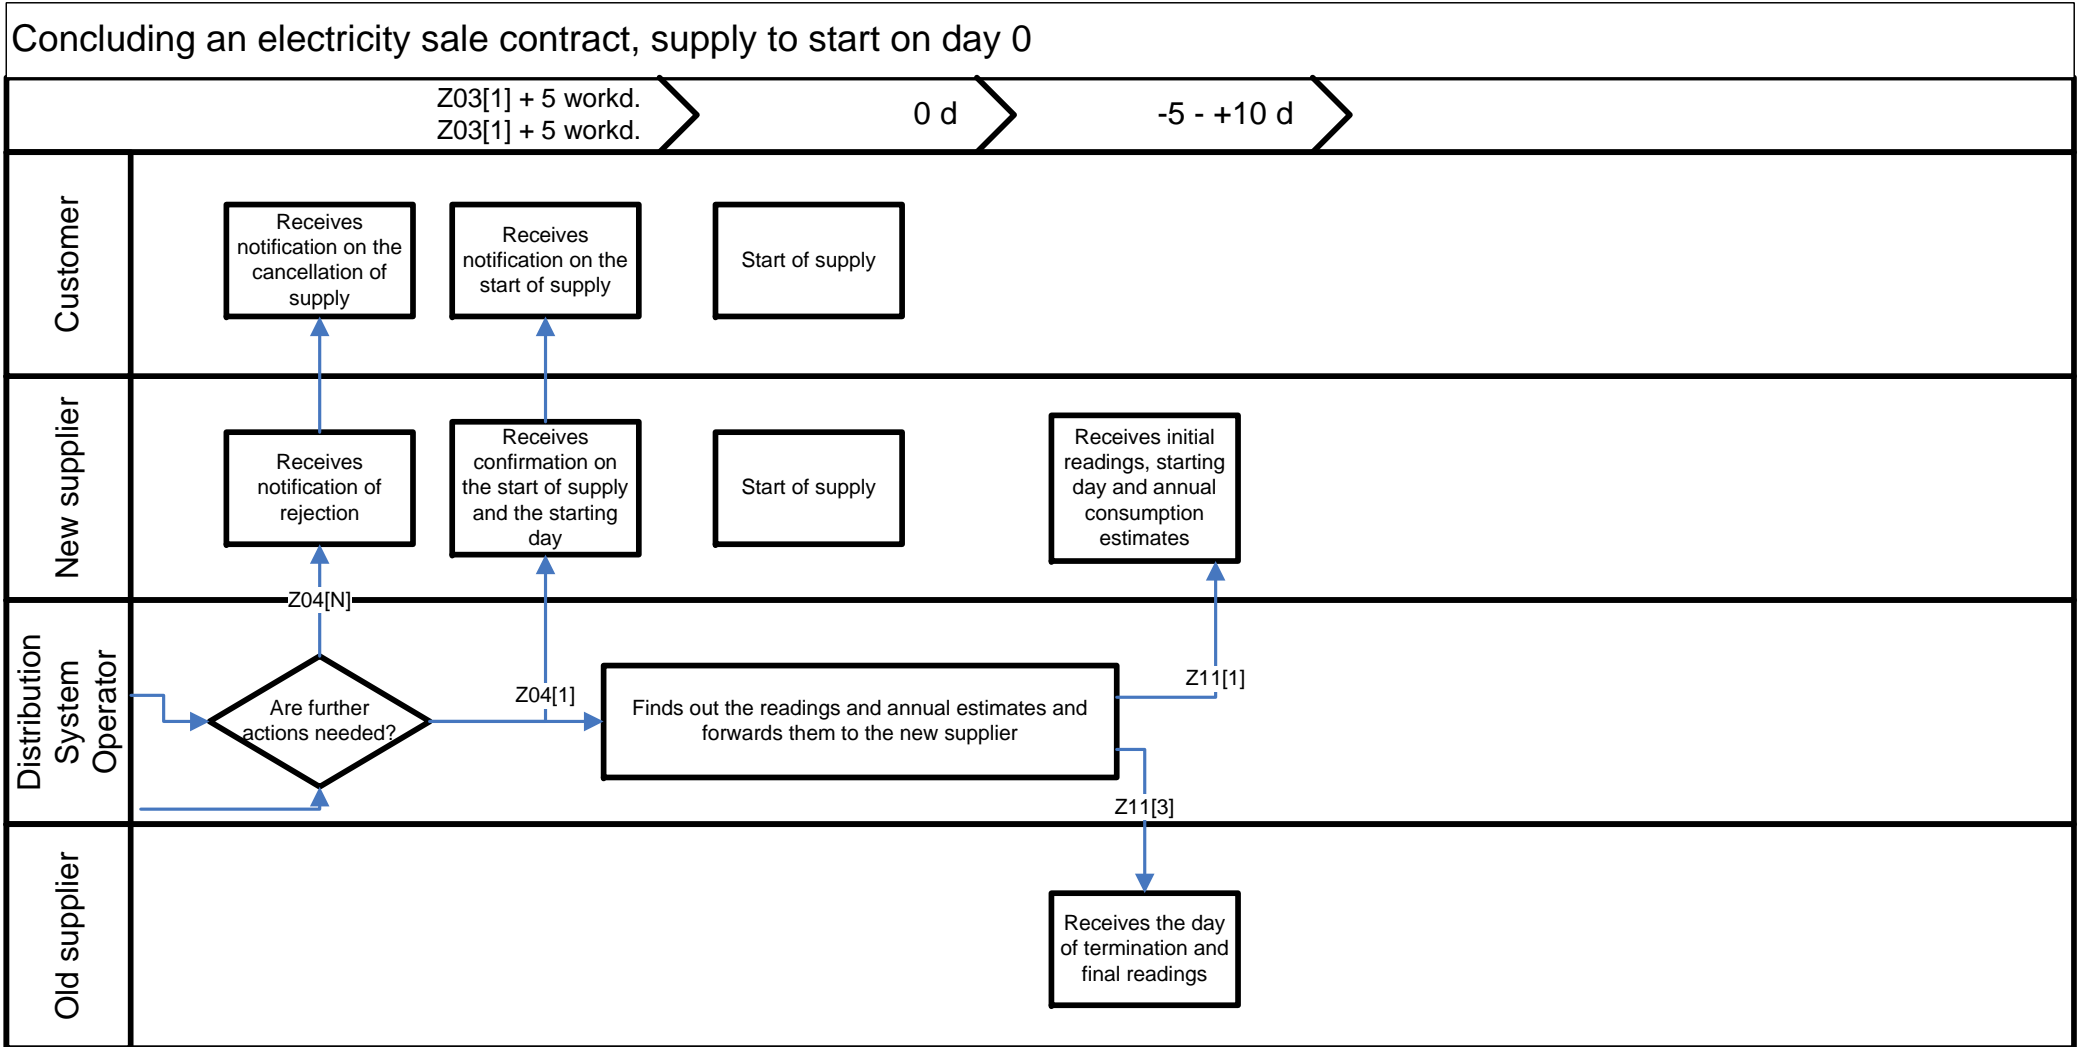 Concluding an electricity sale contract, supply to start on day 0
Z03[1] + 5 workd.
Z03[1] + 5 workd.
0 d
-5 - +10 d
Customer
Receives
notification on the
cancellation of
supply
Receives
notification on the
start of supply
Start of supply
New supplier
Receives
notification of
rejection
Receives
confirmation on
the start of supply
and the starting
day
Start of supply
Receives initial
readings, starting
day and annual
consumption
estimates
Z04[N]
Distribution
System
Operator
Are further
actions needed?
Z04[1]
Finds out the readings and annual estimates and
forwards them to the new supplier
Z11[1]
Z11[3]
Old supplier
Receives the day
of termination and
final readings